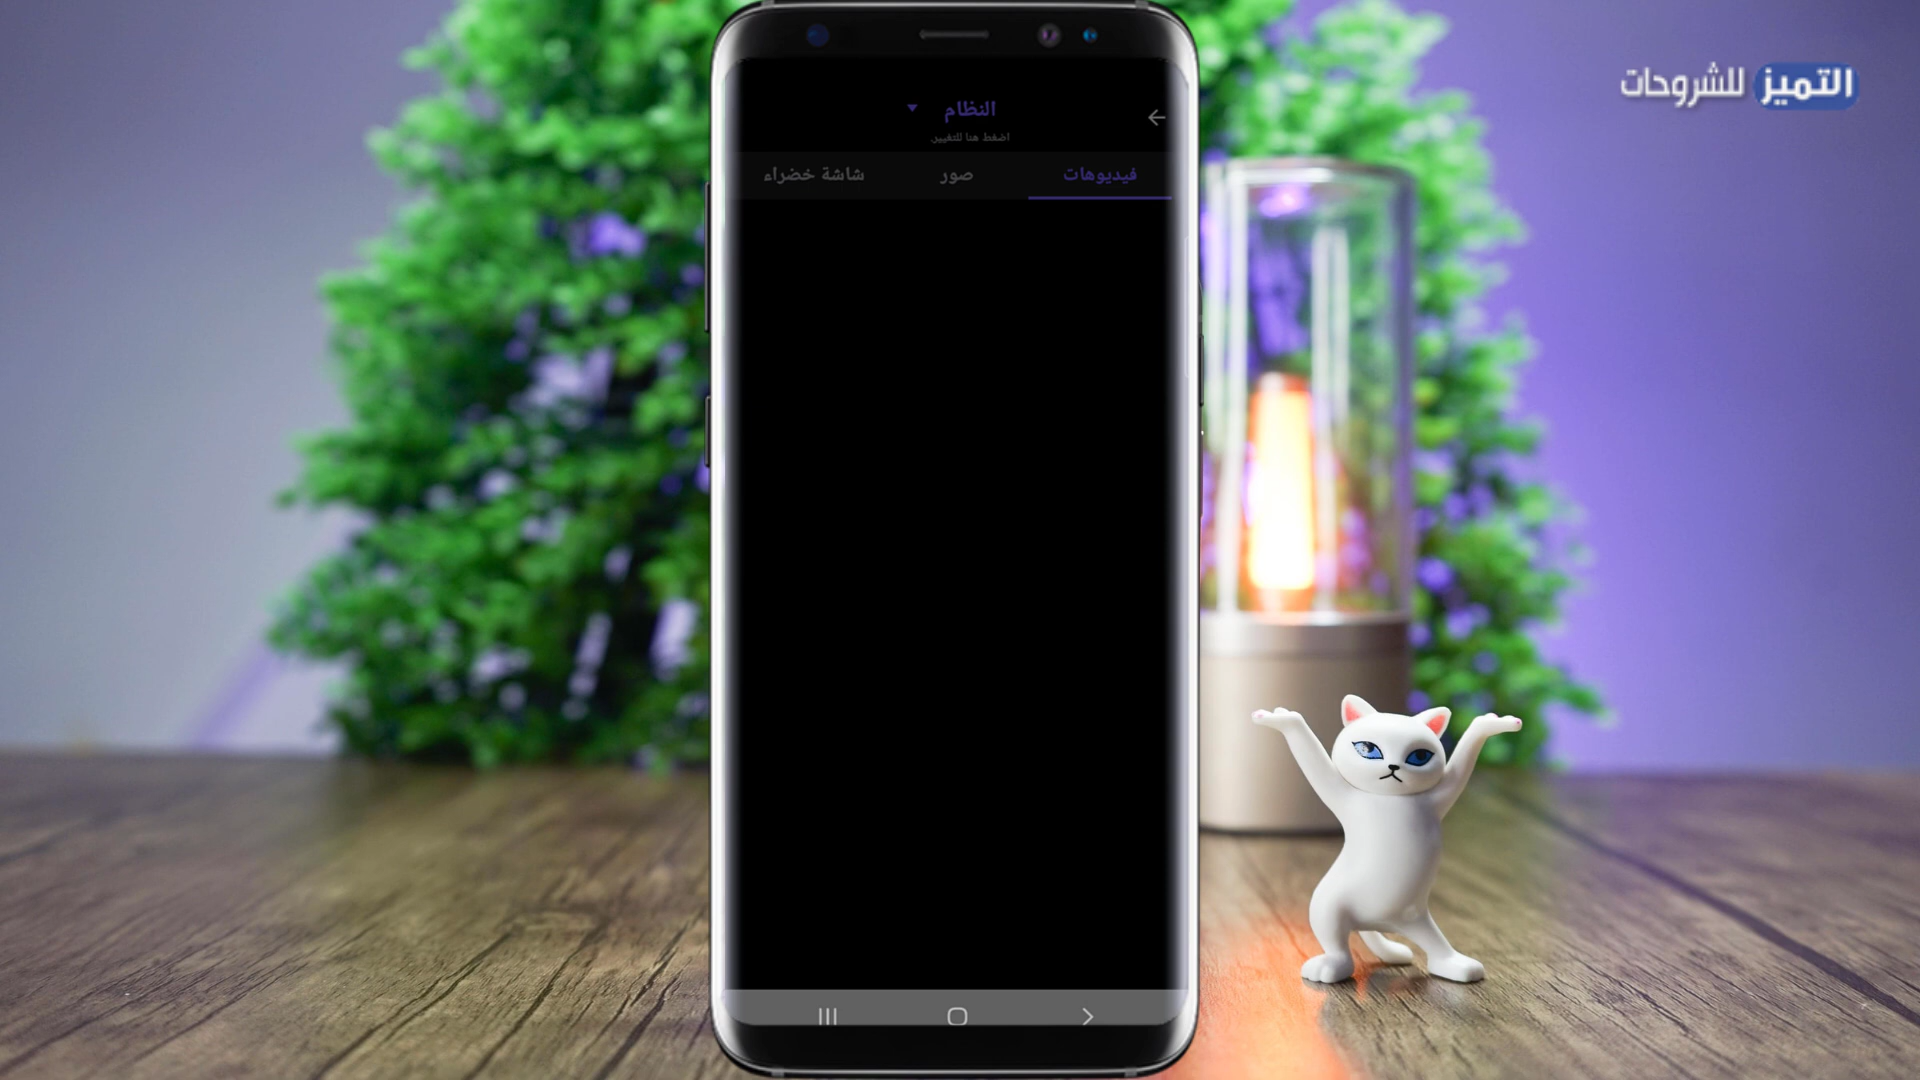 التميز للشروحات
النظام
اضغط هنا للتغيير
فيديوهات
صور
شاشة خضراء